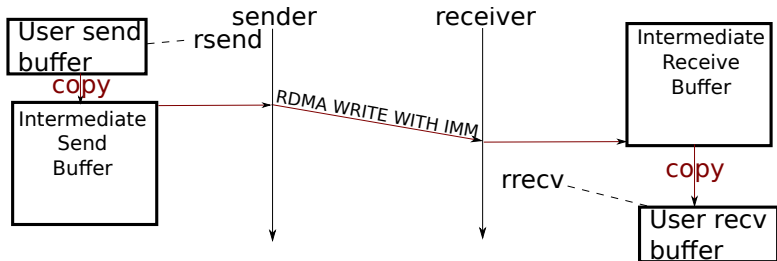 sender
receiver
User send
buffer
rsend
copy
Intermediate
Send
Buffer
RDMA WRITE WITH IMM
Intermediate
Receive
Buffer
copy
rrecv
User recv
buffer